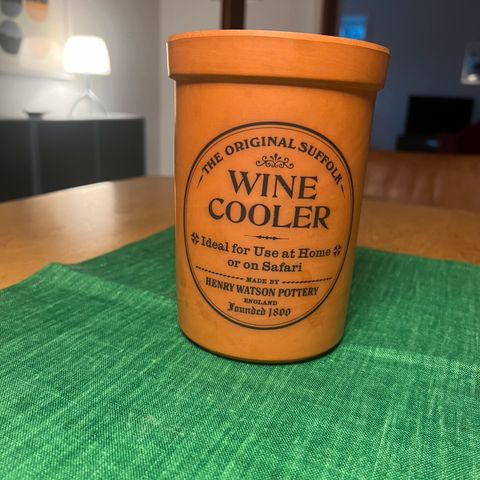 THE ORIGINAL SUFFOLK
WINE
COOLER
Ideal for Use at Home
or on Safari
MADE BY
HENRY WATSON POTTERY
ENGLAND
Founded 1800